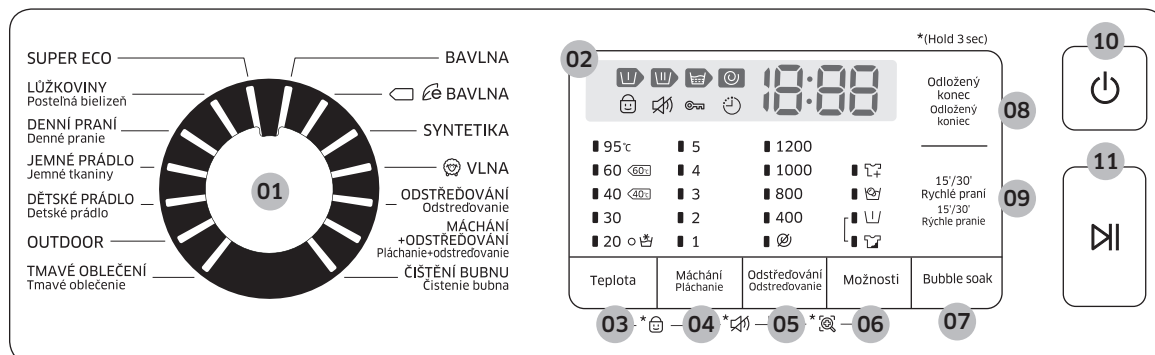 SUPER ECO
LŮŽKOVINY
Posteľná bielizeň
DENNÍ PRANÍ
Denné pranie
JEMNÉ PRÁDLO
Jemné tkaniny
DĚTSKÉ PRÁDLO
Detské prádlo
OUTDOOR
TMAVÉ OBLEČENÍ
Tmavé oblečenie
01
BAVLNA
e BAVLNA
SYNTETIKA
VLNA
ODSTŘEĎOVÁNÍ
Odstreďovanie
MÁCHÁNÍ
+ODSTŘEĎOVÁNÍ
Pláchanie+odstreďovanie
ČIŠTĚNÍ BUBNU
Čistenie bubna
*(Hold 3 sec)
02
18:88
95℃ 5 1200
60 60℃ 4 1000
40 40℃ 3 800
30 2 400
20 1
Teplota
Máchání
Pláchanie
Odstřeďování
Odstreďovanie
Možnosti
Bubble soak
03 * 04 * 05 * 06 07
Odložený
konec
Odložený
koniec
08
15'/30'
Rychlé praní
15'/30'
Rýchle pranie
09
10
11